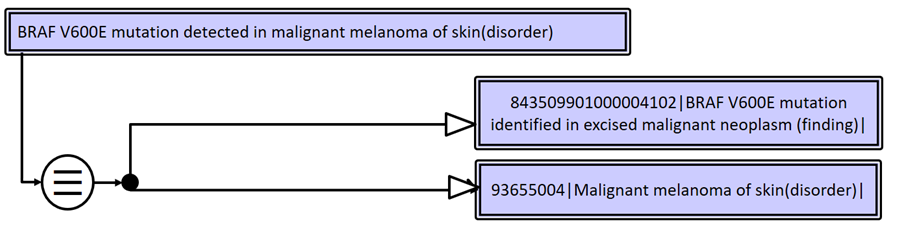 BRAF V600E mutation detected in malignant melanoma of skin(disorder)
843509901000004102|BRAF V600E mutation
identified in excised malignant neoplasm (finding)|
93655004|Malignant melanoma of skin(disorder)|